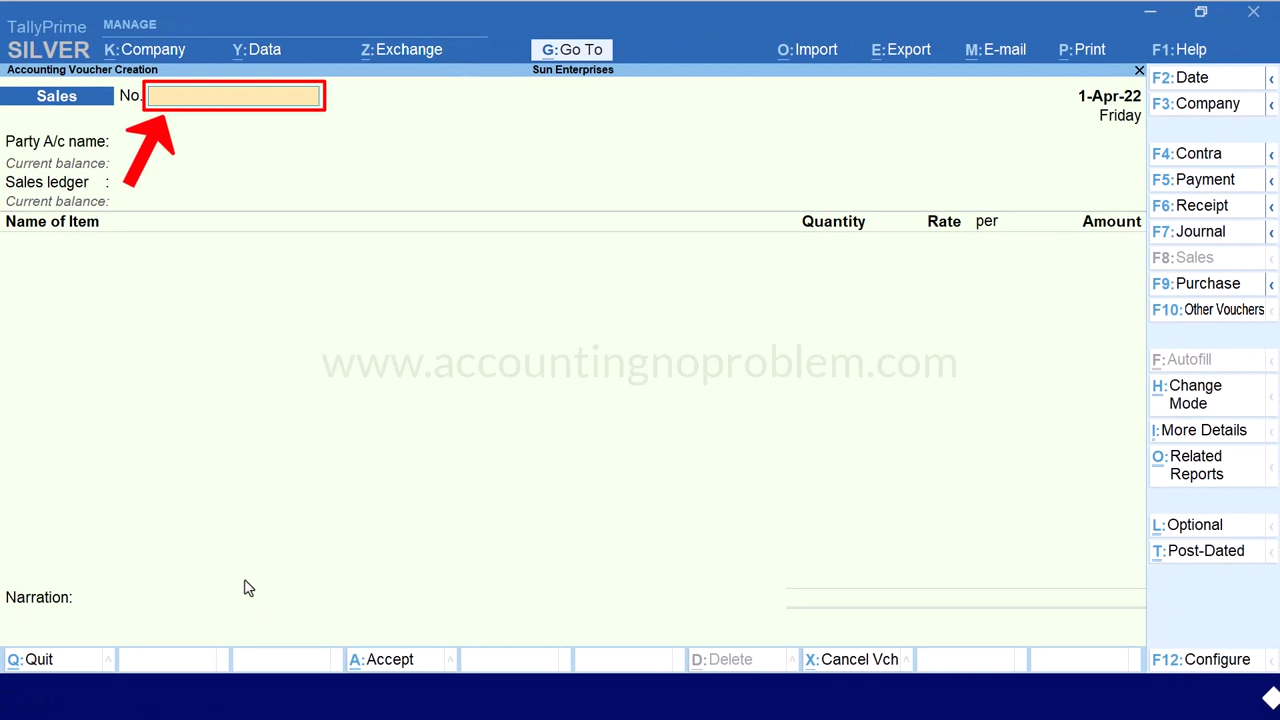 TallyPrime MANAGE
SILVER K:Company Y:Data Z:Exchange G:Go To O:Import E:Export M:E-mail P:Print F1:Help
Accounting Voucher Creation Sun Enterprises
Sales No. 1-Apr-22
Friday
Party A/c name:
Current balance:
Sales ledger :
Current balance:
Name of Item Quantity Rate per Amount
www.accountingnoproblem.com
Narration:
Q:Quit A:Accept D:Delete X:Cancel Vch F12:Configure
F2:Date
F3:Company
F4:Contra
F5:Payment
F6:Receipt
F7:Journal
F8:Sales
F9:Purchase
F10:Other Vouchers
F:Autofill
H:Change
Mode
I:More Details
O:Related
Reports
L:Optional
T:Post-Dated